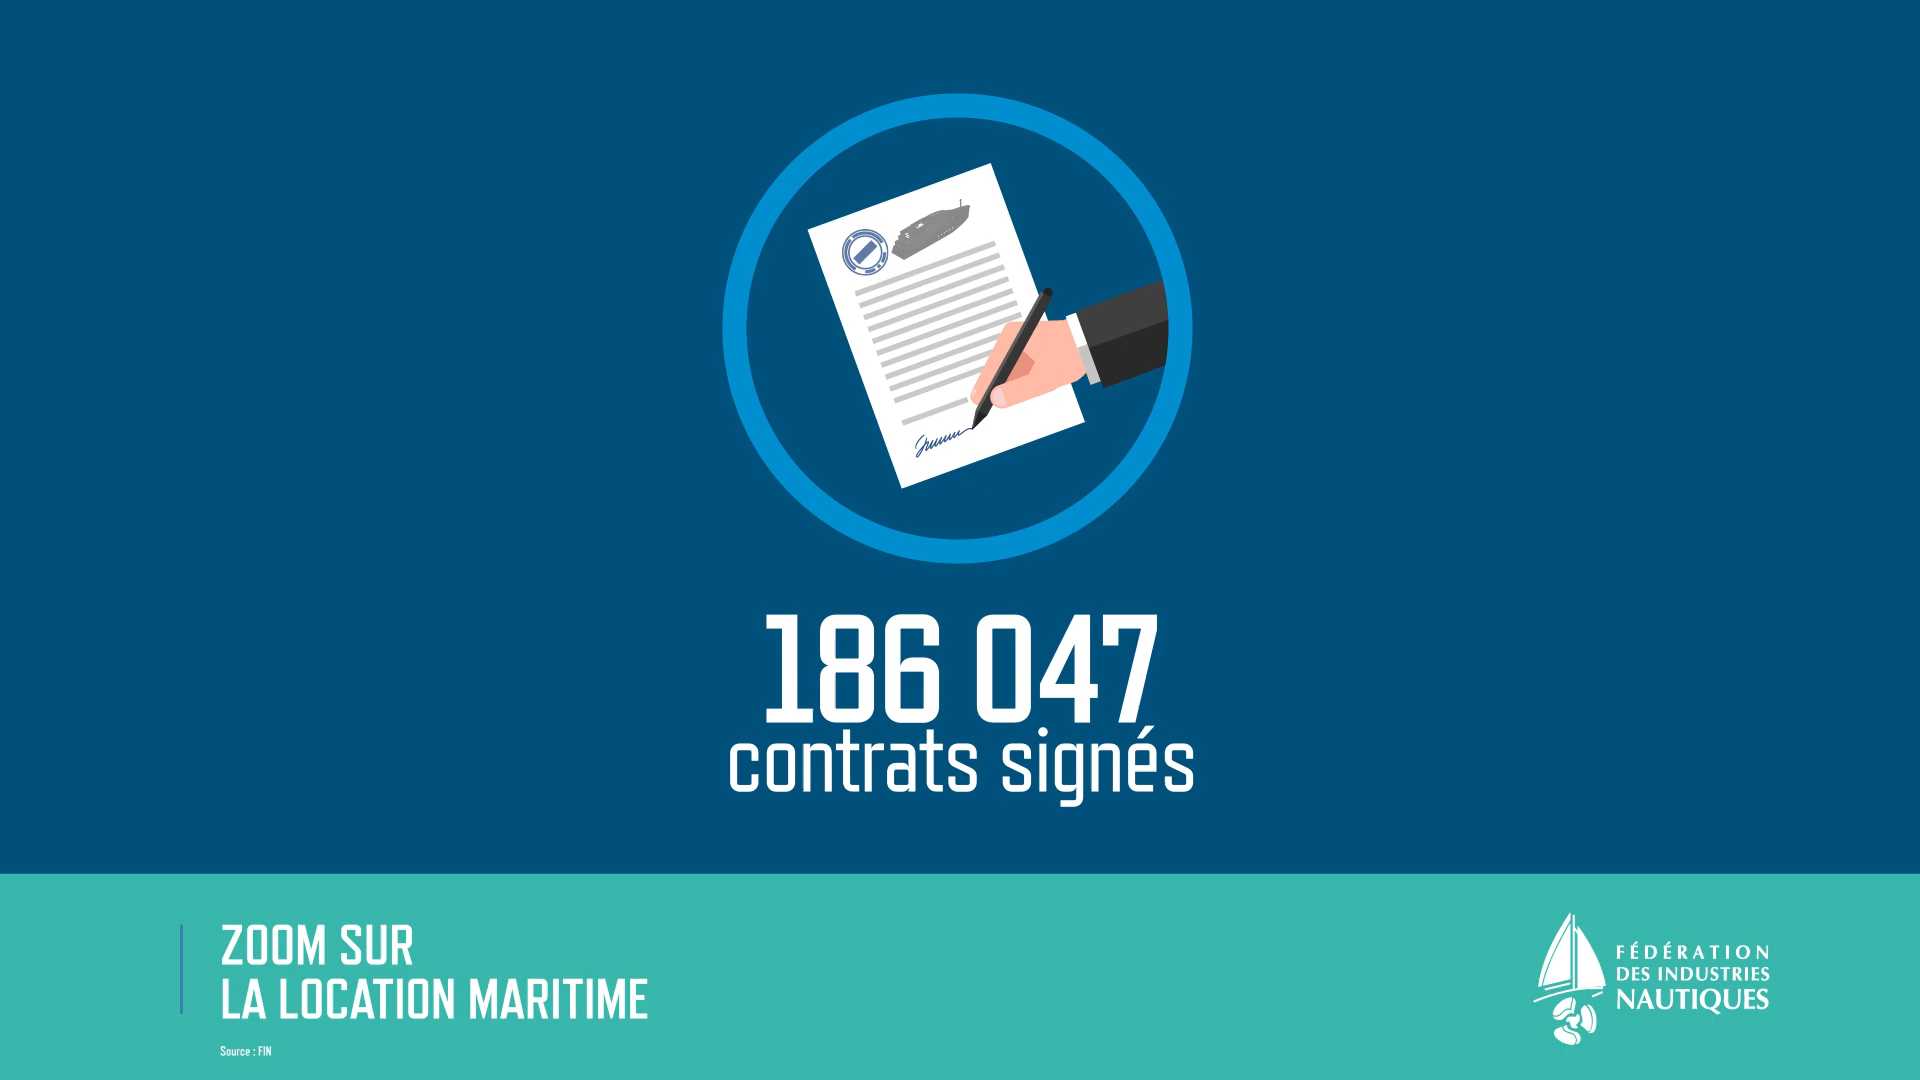 186 047
contrats signés
ZOOM SUR
LA LOCATION MARITIME
Source : FIN
FÉDÉRATION
DES INDUSTRIES
NAUTIQUES